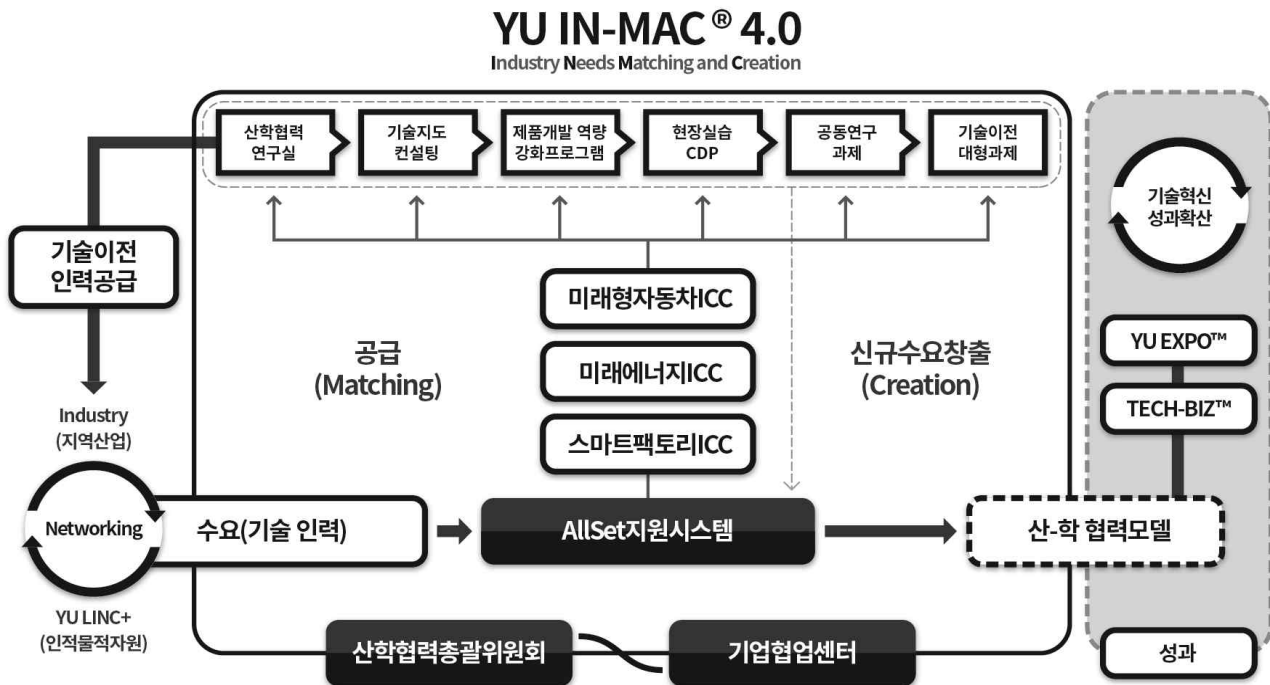 YU IN-MAC® 4.0
Industry Needs Matching and Creation
산학협력
연구실
기술지도
컨설팅
제품개발 역량
강화프로그램
현장실습
CDP
공동연구
과제
기술이전
대형과제
기술이전
인력공급
기술혁신
성과확산
미래형자동차ICC
공급
(Matching)
미래에너지ICC
신규수요창출
(Creation)
스마트팩토리ICC
YU EXPO™
TECH-BIZ™
Industry
(지역산업)
Networking
수요(기술 인력)
AllSet지원시스템
산-학 협력모델
YU LINC+
(인적물적자원)
산학협력총괄위원회
기업협업센터
성과